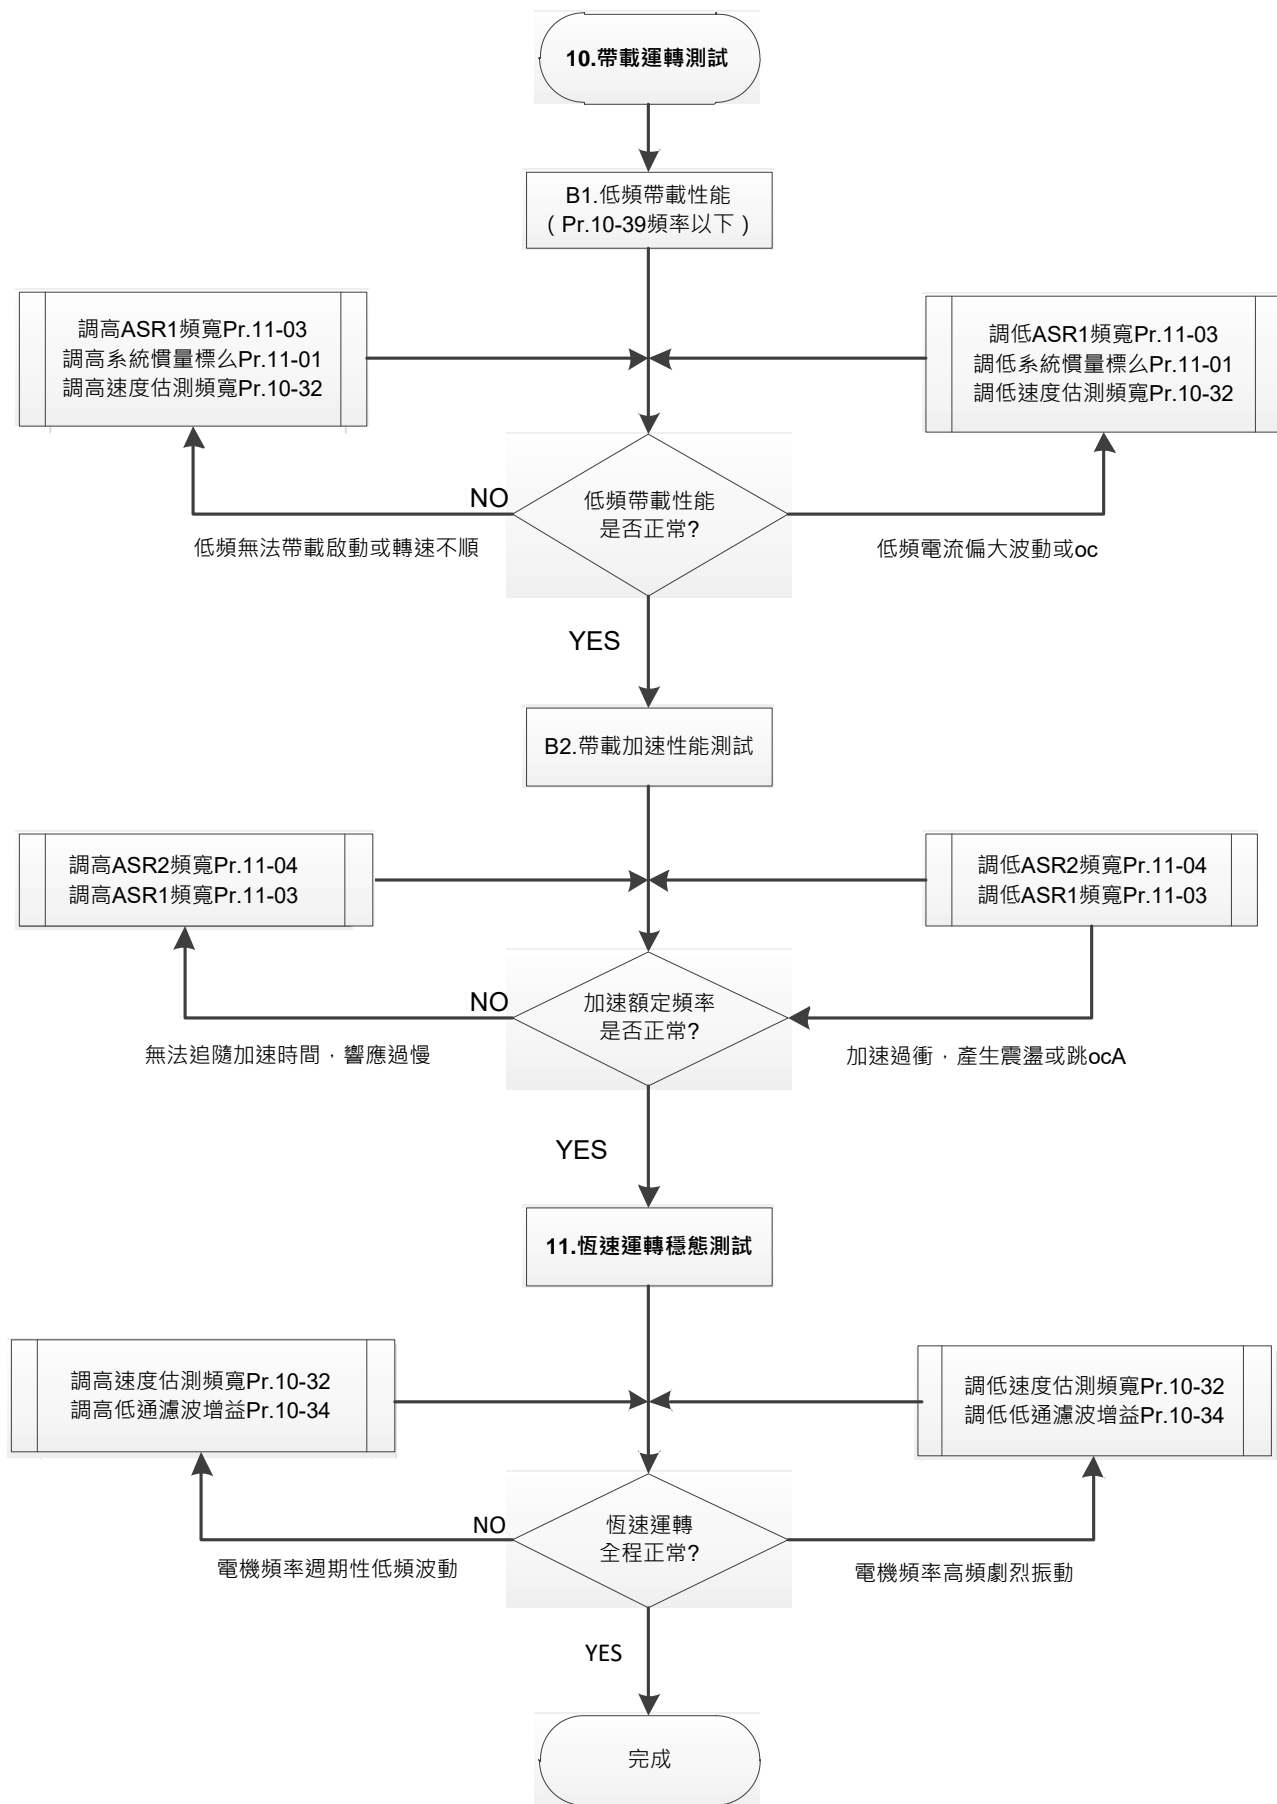 10.帶載運轉測試
B1.低頻帶載性能
（Pr.10-39頻率以下）
調高ASR1頻寬Pr.11-03
調高系統慣量標么Pr.11-01
調高速度估測頻寬Pr.10-32
調低ASR1頻寬Pr.11-03
調低系統慣量標么Pr.11-01
調低速度估測頻寬Pr.10-32
低頻帶載性能
是否正常?
NO
低頻無法帶載啟動或轉速不順
低頻電流偏大波動或oc
YES
B2.帶載加速性能測試
調高ASR2頻寬Pr.11-04
調高ASR1頻寬Pr.11-03
調低ASR2頻寬Pr.11-04
調低ASR1頻寬Pr.11-03
加速額定頻率
是否正常?
NO
無法追隨加速時間，響應過慢
加速過衝，產生震盪或跳ocA
YES
11.恆速運轉穩態測試
調高速度估測頻寬Pr.10-32
調高低通濾波增益Pr.10-34
調低速度估測頻寬Pr.10-32
調低低通濾波增益Pr.10-34
恆速運轉
全程正常?
NO
電機頻率週期性低頻波動
電機頻率高頻劇烈振動
YES
完成